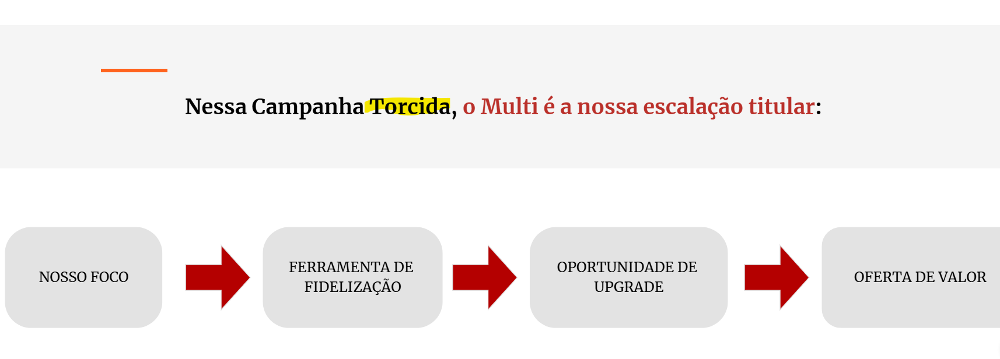 Nessa Campanha Torcida, o Multi é a nossa escalação titular:
NOSSO FOCO
FERRAMENTA DE
FIDELIZAÇÃO
OPORTUNIDADE DE
UPGRADE
OFERTA DE VALOR